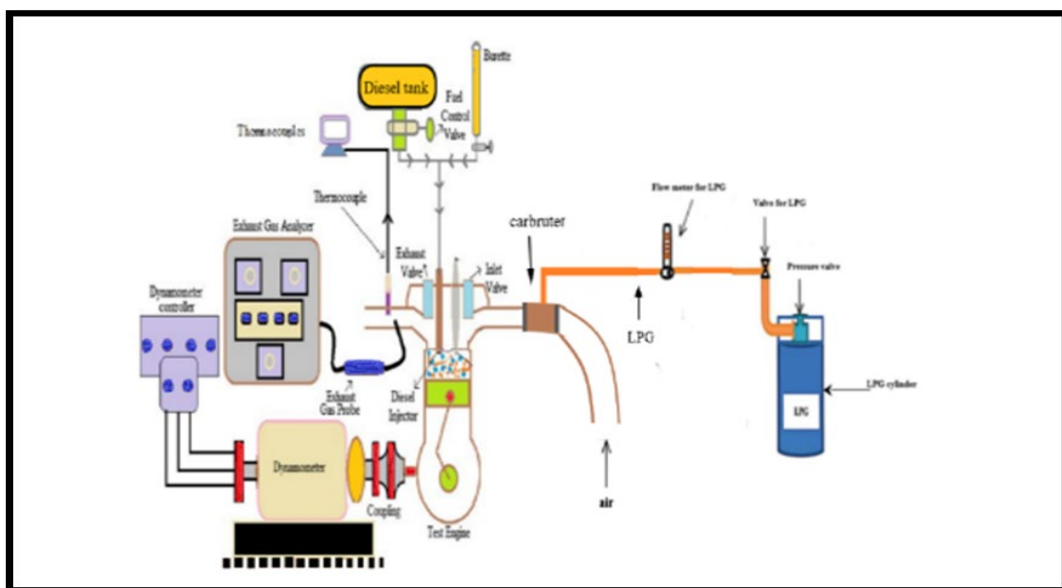 Burette
Diesel tank
Fuel
Control
Valve
Thermocouples
Thermocouple
Exhaust Gas Analyzer
Exhaust
Valve
Inlet
Valve
carbruter
Flow meter for LPG
Valve for LPG
Pressure valve
LPG
Dynamometer
controller
Exhaust
Gas Probe
Diesel
Injector
LPG cylinder
LPG
Dynamometer
Coupling
Test Engine
air